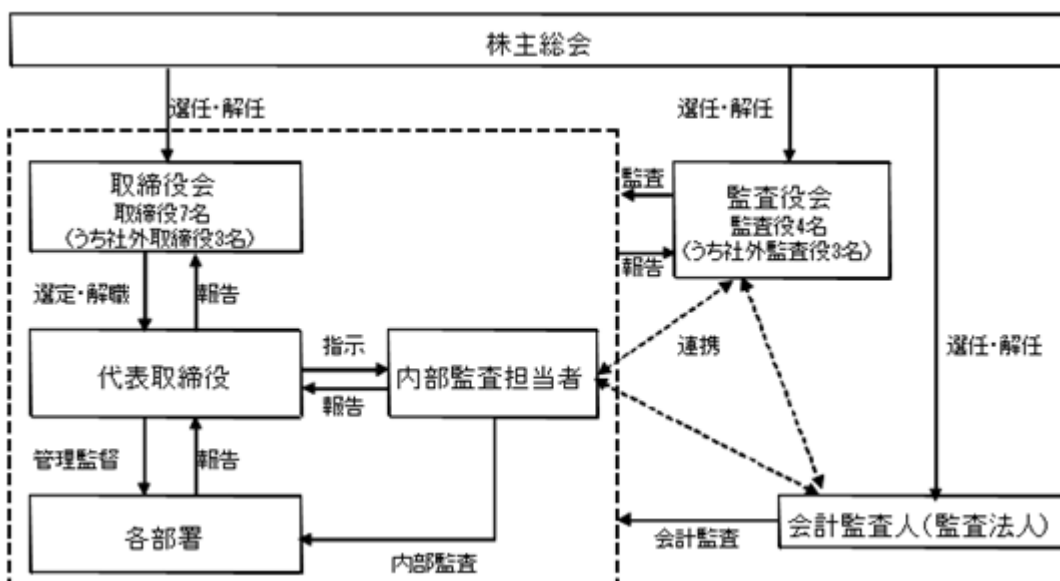 株主総会
選任・解任
選任・解任
取締役会
取締役7名
(うち社外取締役3名)
監査
監査役会
監査役4名
(うち社外監査役3名)
報告
選定・解職
報告
指示
連携
選任・解任
代表取締役
内部監査担当者
報告
管理監督
報告
各部署
会計監査人(監査法人)
会計監査
内部監査